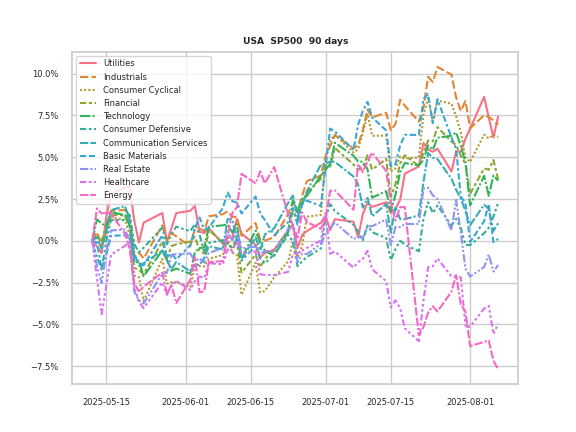 USA  SP500  90 days
10.0%
7.5%
5.0%
2.5%
0.0%
−2.5%
−5.0%
−7.5%
Utilities
Industrials
Consumer Cyclical
Financial
Technology
Consumer Defensive
Communication Services
Basic Materials
Real Estate
Healthcare
Energy
2025-05-15
2025-06-01
2025-06-15
2025-07-01
2025-07-15
2025-08-01